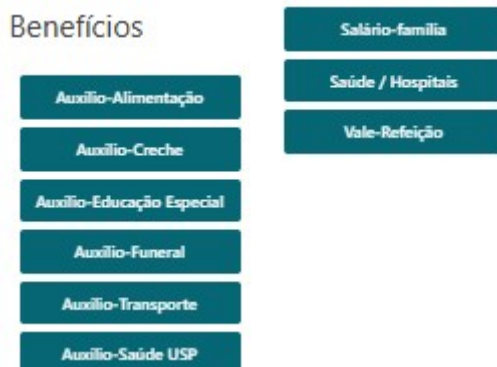 Benefícios
Auxílio-Alimentação
Auxílio-Creche
Auxílio-Educação Especial
Auxílio-Funeral
Auxílio-Transporte
Auxílio-Saúde USP
Salário-família
Saúde / Hospitais
Vale-Refeição